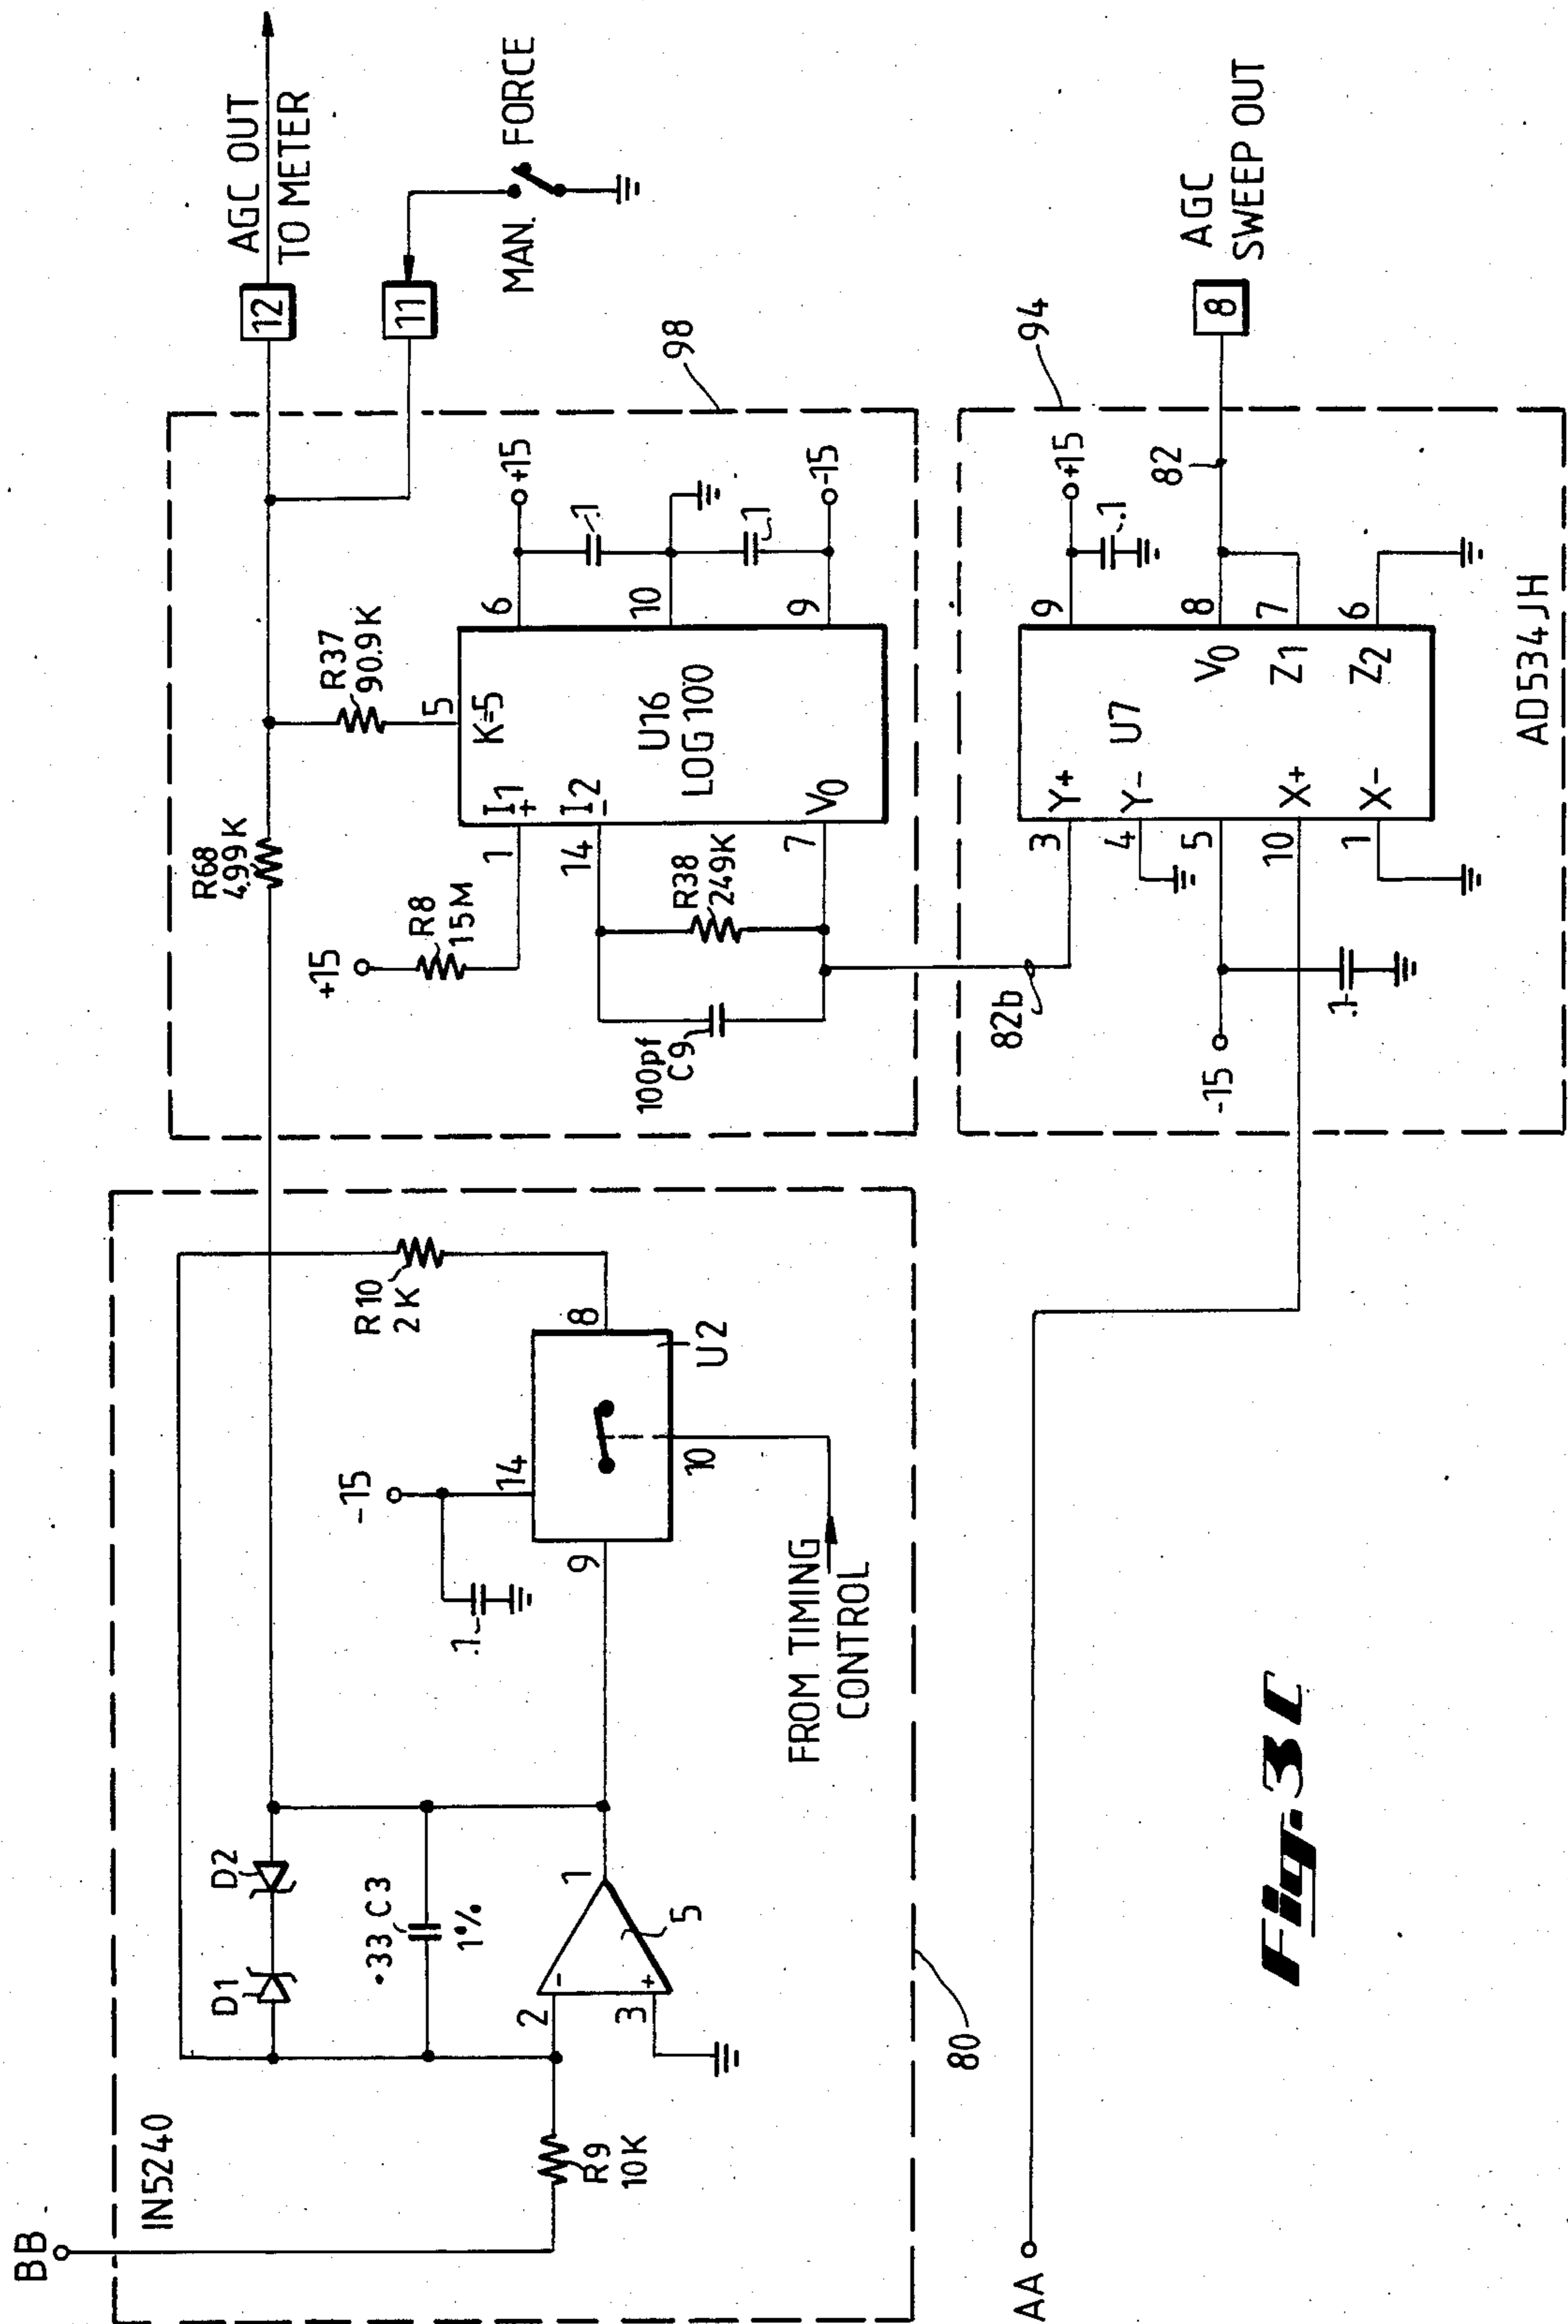 BB
IN5240
D1
D2
.33 C3
1%
2
3
-
+
1
5
R9
10K
80
R10
2K
-15
.1
14
9
8
10
U2
FROM TIMING
CONTROL
R68
4.99K
R37
90.9K
12
AGC OUT
TO METER
11
MAN. FORCE
98
+15
R8
15M
1
14
7
5
K=5
I1
+
I2
-
U16
LOG100
V0
6
10
9
+15
.1
.1
-15
100pf
C9
R38
249K
82b
94
3
4
5
10
1
Y+
Y-
X+
X-
U7
V0
Z1
Z2
9
8
7
6
+15
.1
-15
.1
82
8
AGC
SWEEP OUT
AD534JH
AA
Fig. 3C